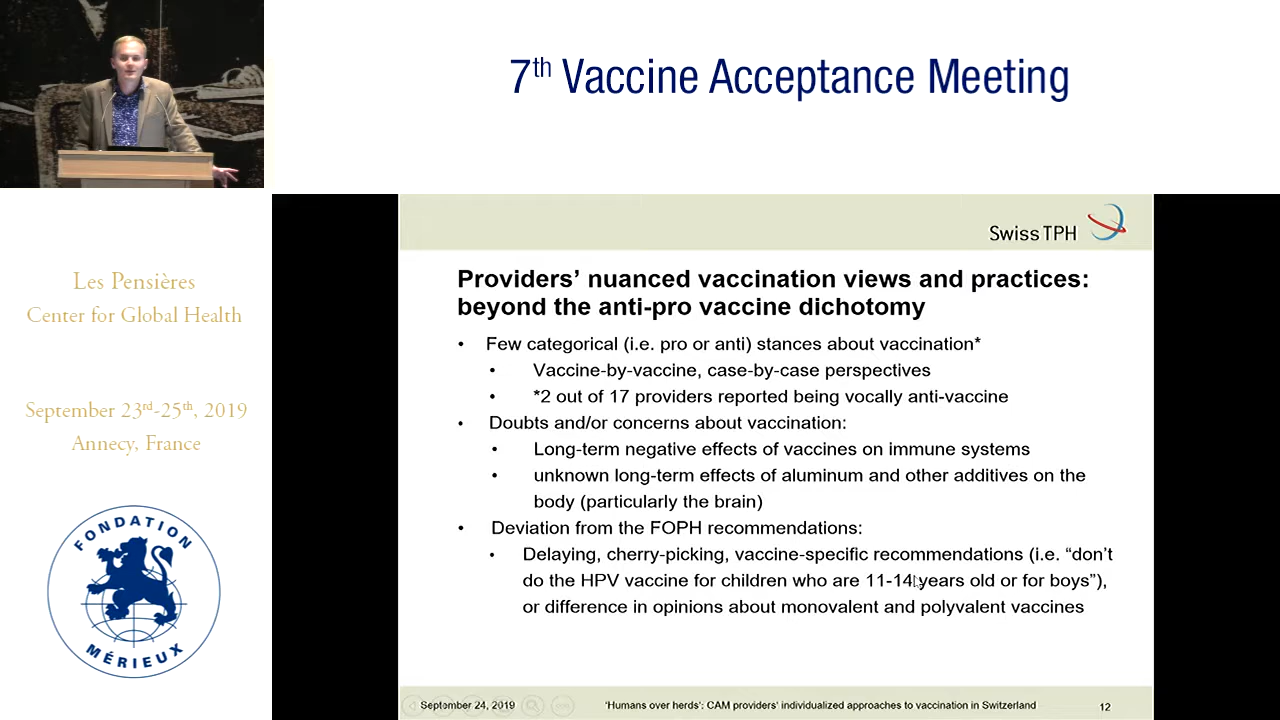 7th Vaccine Acceptance Meeting
Les Pensières
Center for Global Health
September 23rd-25th, 2019
Annecy, France
FONDATION
MÉRIEUX
Swiss TPH
Providers’ nuanced vaccination views and practices:
beyond the anti-pro vaccine dichotomy
• Few categorical (i.e. pro or anti) stances about vaccination*
• Vaccine-by-vaccine, case-by-case perspectives
• *2 out of 17 providers reported being vocally anti-vaccine
• Doubts and/or concerns about vaccination:
• Long-term negative effects of vaccines on immune systems
• unknown long-term effects of aluminum and other additives on the
body (particularly the brain)
• Deviation from the FOPH recommendations:
• Delaying, cherry-picking, vaccine-specific recommendations (i.e. “don’t
do the HPV vaccine for children who are 11-14 years old or for boys”),
or difference in opinions about monovalent and polyvalent vaccines
September 24, 2019
‘Humans over herds’: CAM providers’ individualized approaches to vaccination in Switzerland
12